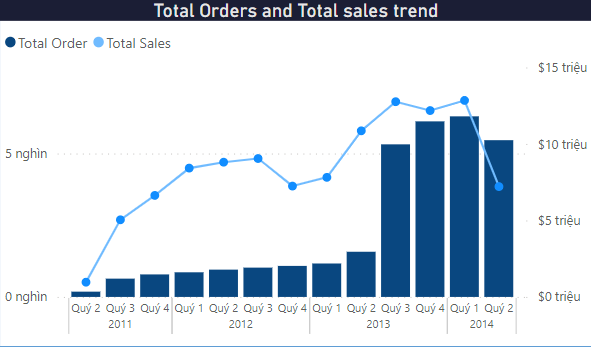 Total Orders and Total sales trend
Total Order Total Sales
$15 triệu
$10 triệu
$5 triệu
$0 triệu
5 nghìn
0 nghìn
Quý 2 Quý 3 Quý 4 Quý 1 Quý 2 Quý 3 Quý 4 Quý 1 Quý 2 Quý 3 Quý 4 Quý 1 Quý 2
2011 2012 2013 2014